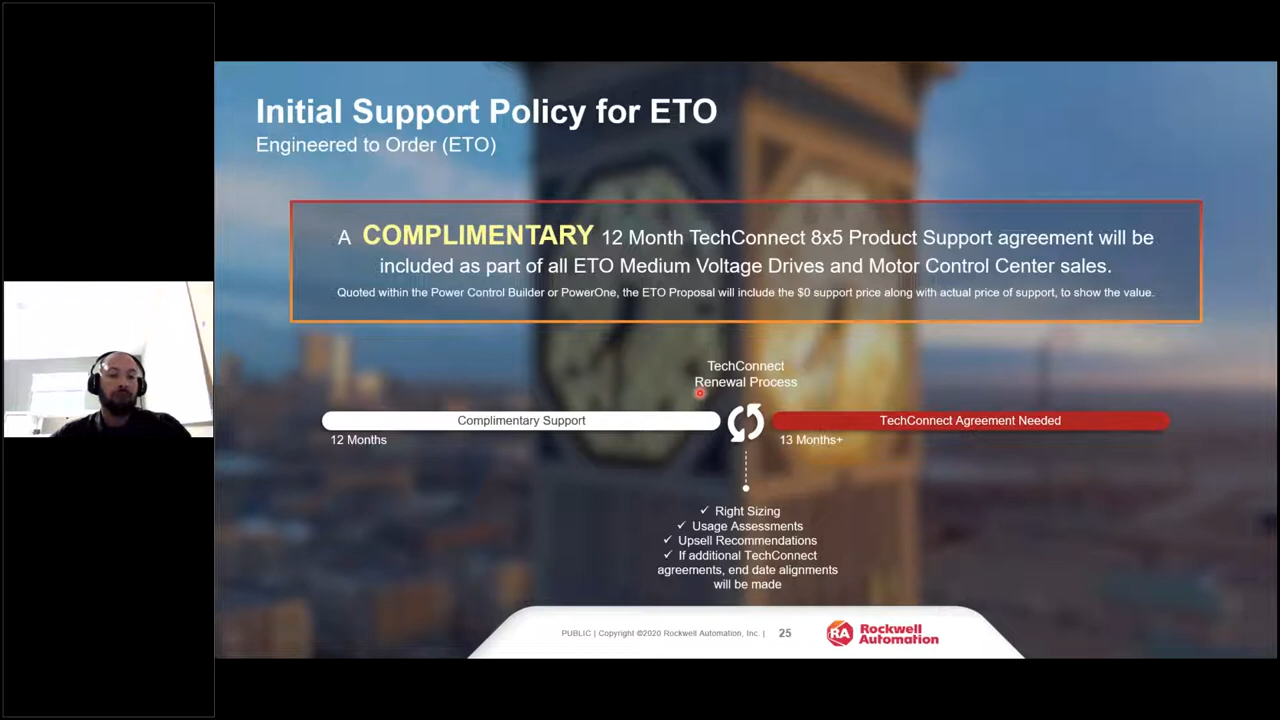 Initial Support Policy for ETO
Engineered to Order (ETO)
A COMPLIMENTARY 12 Month TechConnect 8x5 Product Support agreement will be
included as part of all ETO Medium Voltage Drives and Motor Control Center sales.
Quoted within the Power Control Builder or PowerOne, the ETO Proposal will include the $0 support price along with actual price of support, to show the value.
TechConnect
Renewal Process
Complimentary Support
TechConnect Agreement Needed
12 Months
13 Months+
✓ Right Sizing
✓ Usage Assessments
✓ Upsell Recommendations
✓ If additional TechConnect
agreements, end date alignments
will be made
PUBLIC | Copyright ©2020 Rockwell Automation, Inc. | 25
RA Rockwell
Automation